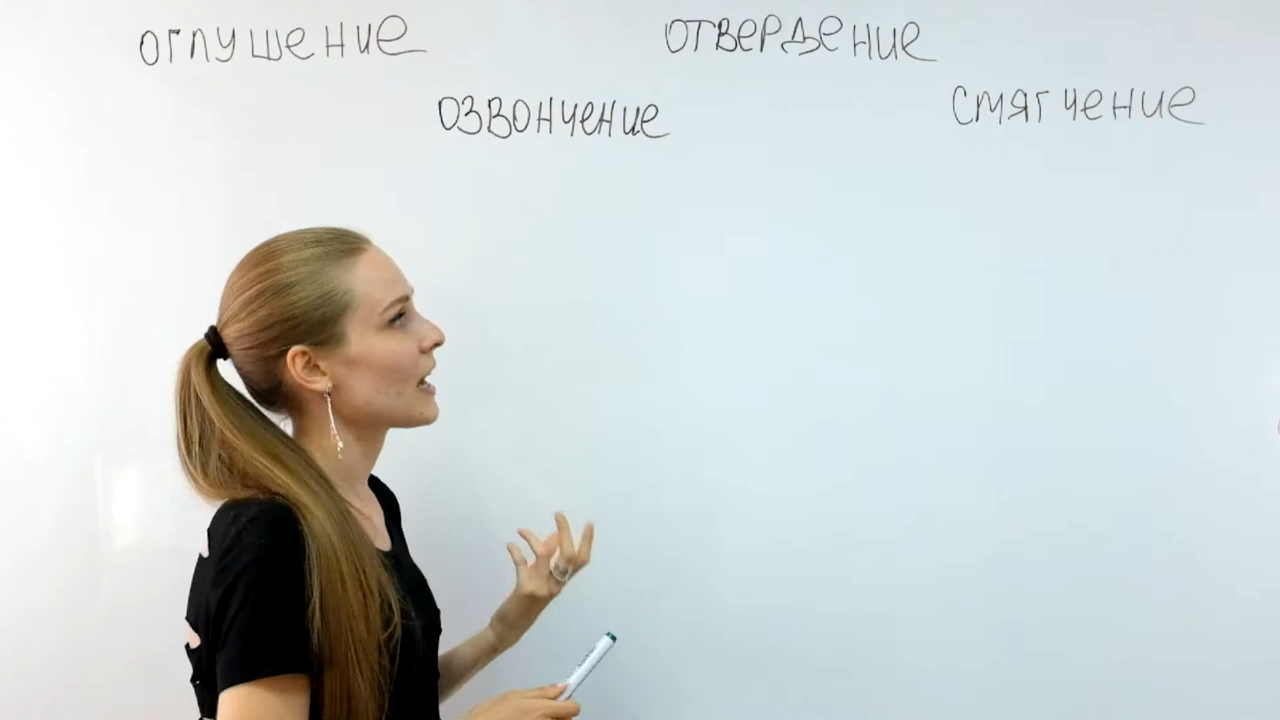 оглушение
озвончение
отвердение
смягчение